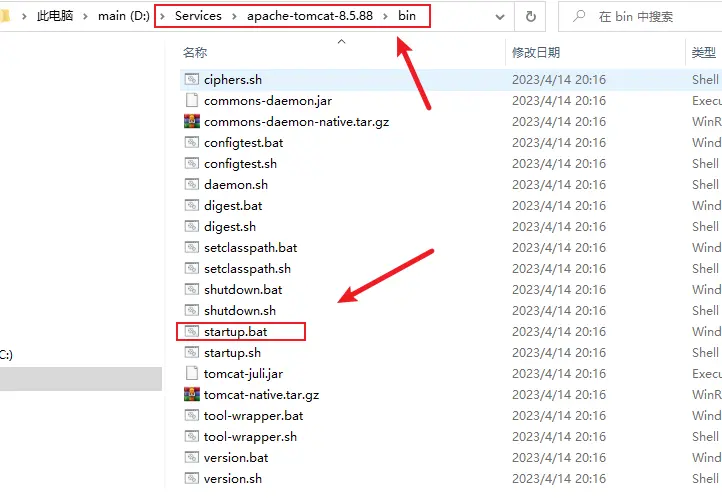 此电脑 main (D:) Services apache-tomcat-8.5.88 bin 在 bin 中搜索
名称 修改日期 类型
ciphers.sh 2023/4/14 20:16 Shell
commons-daemon.jar 2023/4/14 20:16 Execu
commons-daemon-native.tar.gz 2023/4/14 20:16 WinR
configtest.bat 2023/4/14 20:16 Wind
configtest.sh 2023/4/14 20:16 Shell
daemon.sh 2023/4/14 20:16 Shell
digest.bat 2023/4/14 20:16 Wind
digest.sh 2023/4/14 20:16 Shell
setclasspath.bat 2023/4/14 20:16 Wind
setclasspath.sh 2023/4/14 20:16 Shell
shutdown.bat 2023/4/14 20:16 Wind
shutdown.sh 2023/4/14 20:16 Shell
startup.bat 2023/4/14 20:16 Wind
C:) startup.sh 2023/4/14 20:16 Shell
tomcat-juli.jar 2023/4/14 20:16 Execu
tomcat-native.tar.gz 2023/4/14 20:16 WinR
tool-wrapper.bat 2023/4/14 20:16 Wind
tool-wrapper.sh 2023/4/14 20:16 Shell
version.bat 2023/4/14 20:16 Wind
version.sh 2023/4/14 20:16 Shell